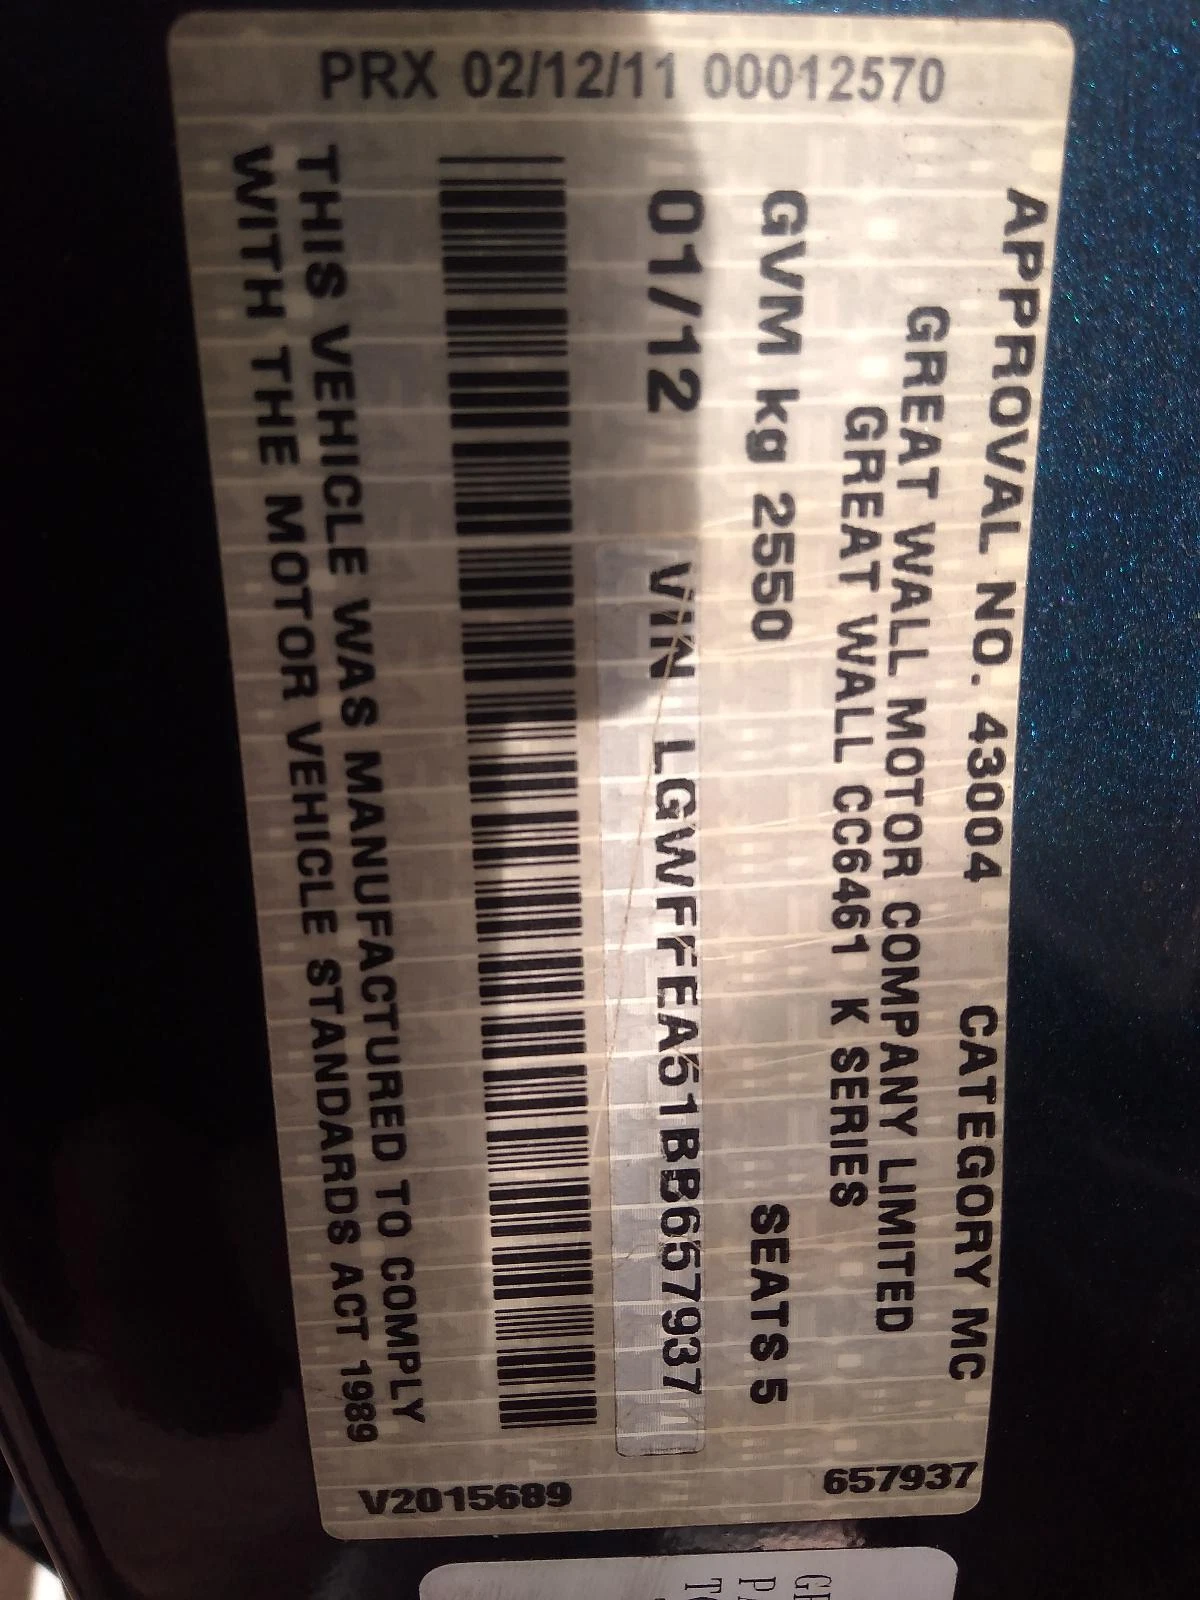 PRX 02/12/11 00012570
APPROVAL NO. 43004 CATEGORY MC
GREAT WALL MOTOR COMPANY LIMITED
GREAT WALL CC6461 K SERIES
GVM kg 2550 SEATS 5
01/12 VIN LGWFFEA51BB657937
THIS VEHICLE WAS MANUFACTURED TO COMPLY
WITH THE MOTOR VEHICLE STANDARDS ACT 1989
V2015689
657937